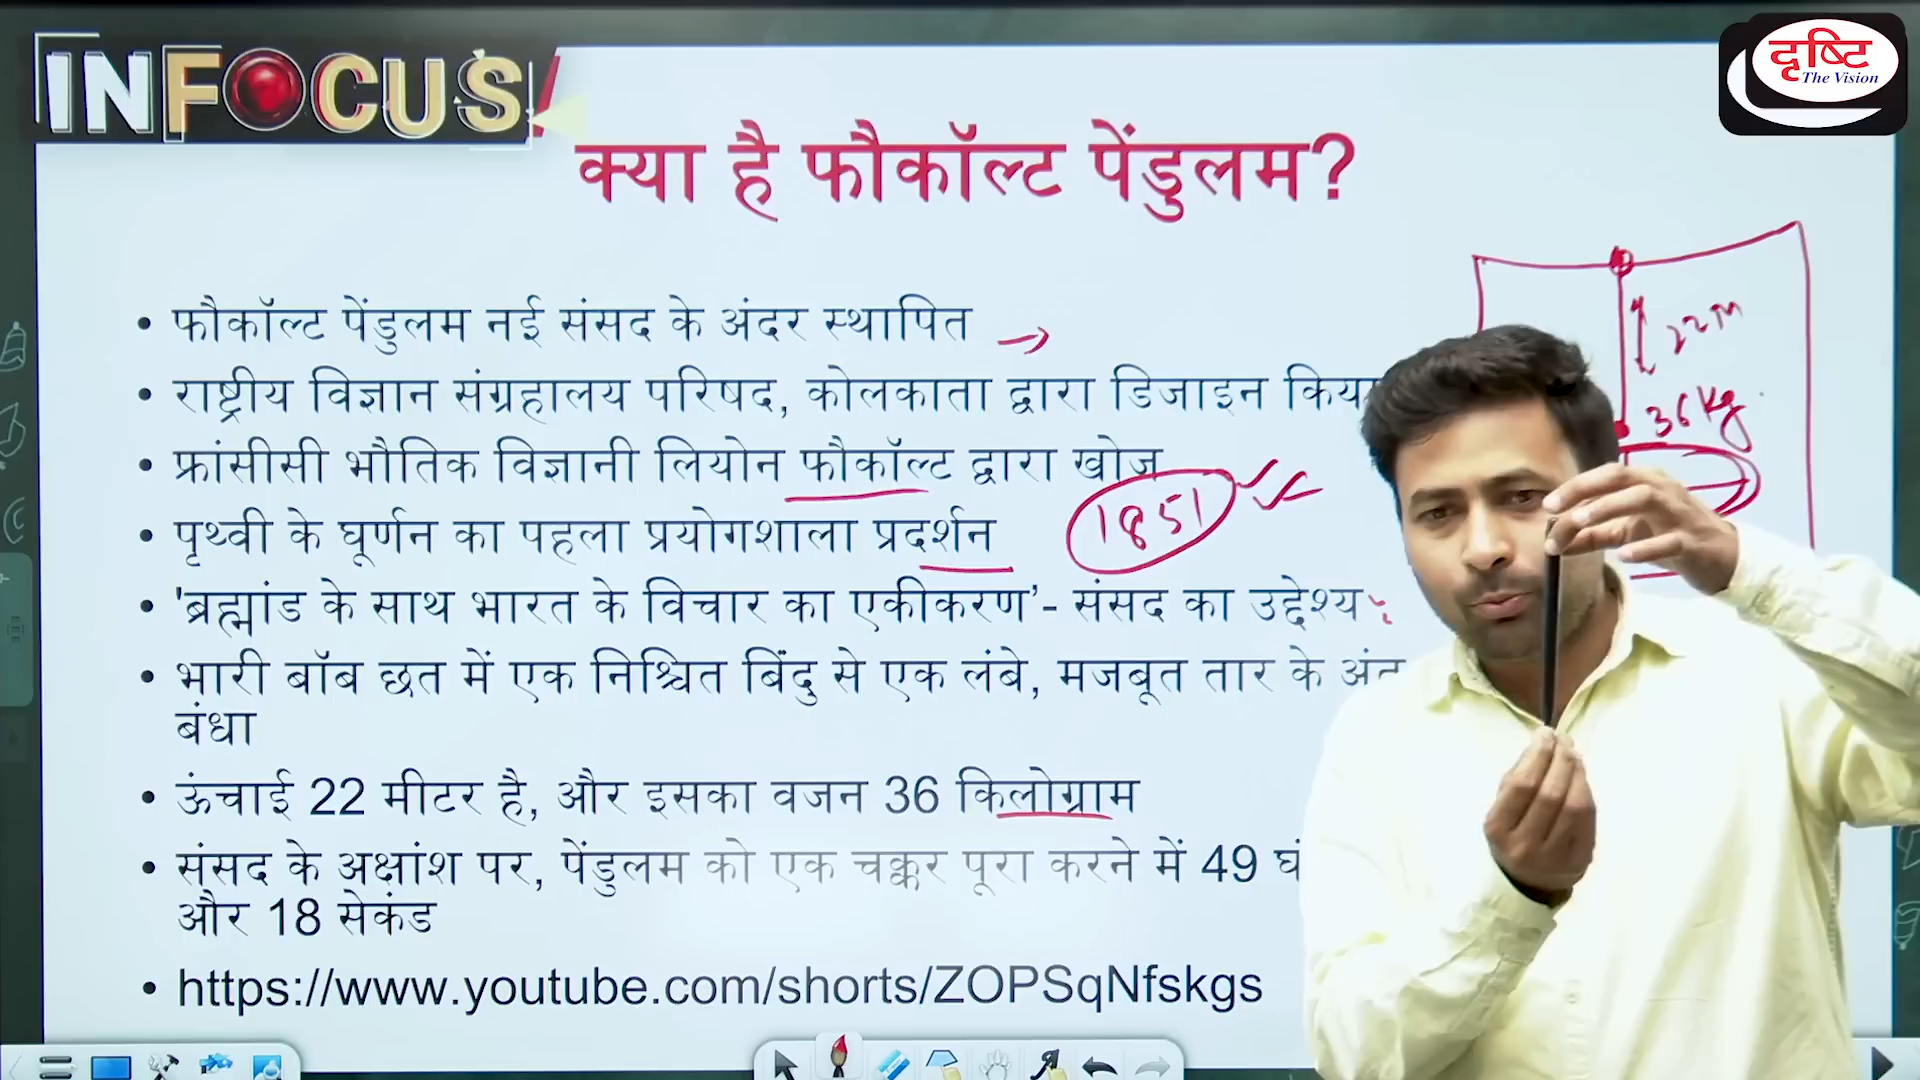 INFOCUS
दृष्टि
The Vision
क्या है फौकॉल्ट पेंडुलम?
• फौकॉल्ट पेंडुलम नई संसद के अंदर स्थापित
• राष्ट्रीय विज्ञान संग्रहालय परिषद, कोलकाता द्वारा डिजाइन
• फ्रांसीसी भौतिक विज्ञानी लियोन फौकॉल्ट द्वारा खोज
• पृथ्वी के घूर्णन का पहला प्रयोगशाला प्रदर्शन
1851
• 'ब्रह्मांड के साथ भारत के विचार का एकीकरण’- संसद का उद्देश्य
• भारी बॉब छत में एक निश्चित बिंदु से एक लंबे, मजबूत तार के
बंधा
• ऊंचाई 22 मीटर है, और इसका वजन 36 किलोग्राम
• संसद के अक्षांश पर, पेंडुलम को एक चक्कर पूरा करने में 49
और 18 सेकंड
• https://www.youtube.com/shorts/ZOPSqNfskgs
22m
36kg